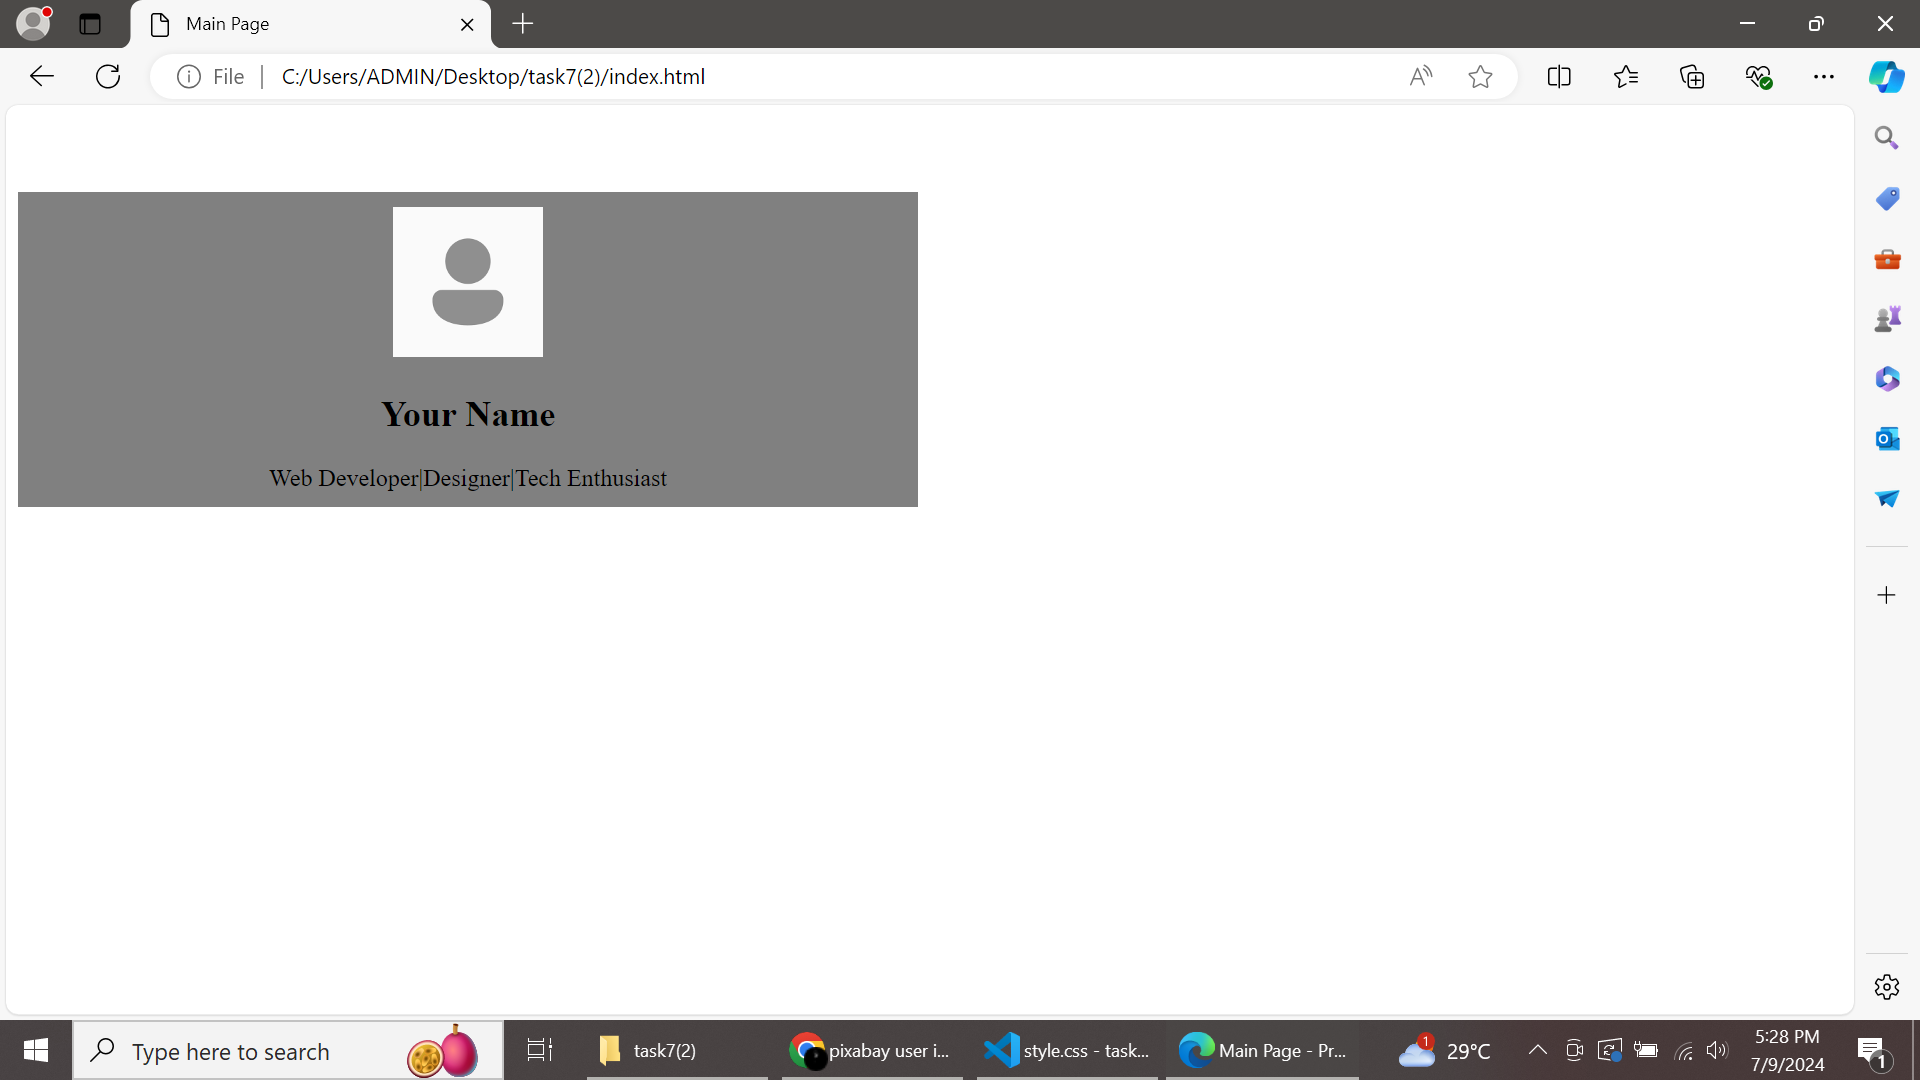 Main Page
File
C:/Users/ADMIN/Desktop/task7(2)/index.html
Your Name
Web Developer|Designer|Tech Enthusiast
Type here to search
task7(2)
pixabay user i...
style.css - task...
Main Page - Pr...
1
29°C
5:28 PM
7/9/2024
1